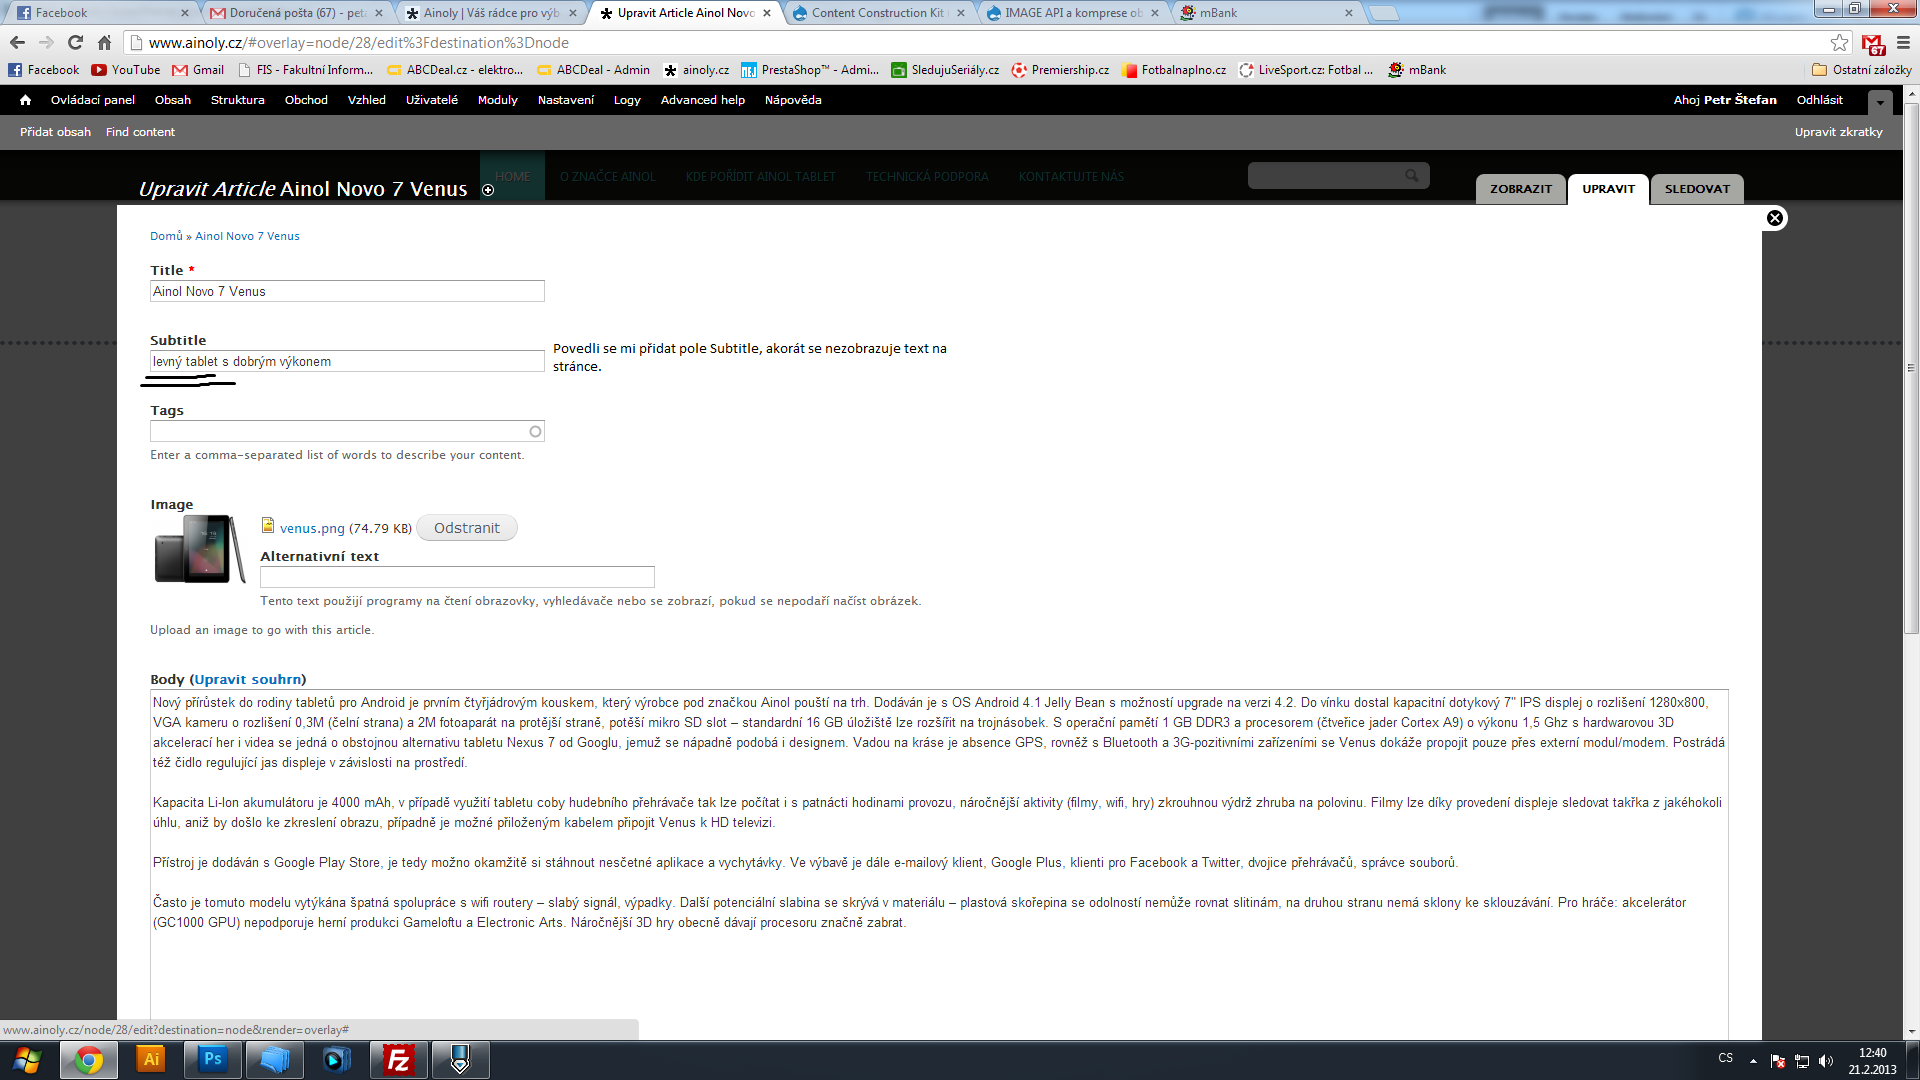 Facebook
Doručená pošta (67) - peta
Ainoly | Váš rádce pro výb
Upravit Article Ainol Novo
Content Construction Kit (
IMAGE API a komprese ob
mBank
www.ainoly.cz/#overlay=node/28/edit%3Fdestination%3Dnode
67
Facebook YouTube Gmail FIS - Fakultní Inform... ABCDeal.cz - elektro... ABCDeal - Admin ainoly.cz PrestaShop™ - Admi... SledujuSeriály.cz Premiership.cz Fotbalnaplno.cz LiveSport.cz: Fotbal ... mBank Ostatní záložky
Ovládací panel Obsah Struktura Obchod Vzhled Uživatelé Moduly Nastavení Logy Advanced help Nápověda Ahoj Petr Štefan Odhlásit
Přidat obsah Find content Upravit zkratky
HOME O ZNAČCE AINOL KDE POŘÍDIT AINOL TABLET TECHNICKÁ PODPORA KONTAKTUJTE NÁS
Upravit Article Ainol Novo 7 Venus
ZOBRAZIT UPRAVIT SLEDOVAT
Domů » Ainol Novo 7 Venus
Title *
Ainol Novo 7 Venus
Subtitle
levný tablet s dobrým výkonem
Povedli se mi přidat pole Subtitle, akorát se nezobrazuje text na
stránce.
Tags
Enter a comma-separated list of words to describe your content.
Image
venus.png (74.79 KB) Odstranit
Alternativní text
Tento text použijí programy na čtení obrazovky, vyhledávače nebo se zobrazí, pokud se nepodaří načíst obrázek.
Upload an image to go with this article.
Body (Upravit souhrn)
Nový přírůstek do rodiny tabletů pro Android je prvním čtyřjádrovým kouskem, který výrobce pod značkou Ainol pouští na trh. Dodáván je s OS Android 4.1 Jelly Bean s možností upgrade na verzi 4.2. Do vínku dostal kapacitní dotykový 7" IPS displej o rozlišení 1280x800,
VGA kameru o rozlišení 0,3M (čelní strana) a 2M fotoaparát na protější straně, potěší mikro SD slot – standardní 16 GB úložiště lze rozšířit na trojnásobek. S operační pamětí 1 GB DDR3 a procesorem (čtveřice jader Cortex A9) o výkonu 1,5 Ghz s hardwarovou 3D
akcelerací her i videa se jedná o obstojnou alternativu tabletu Nexus 7 od Googlu, jemuž se nápadně podobá i designem. Vadou na kráse je absence GPS, rovněž s Bluetooth a 3G-pozitivními zařízeními se Venus dokáže propojit pouze přes externí modul/modem. Postrádá
též čidlo regulující jas displeje v závislosti na prostředí.
Kapacita Li-Ion akumulátoru je 4000 mAh, v případě využití tabletu coby hudebního přehrávače tak lze počítat i s patnácti hodinami provozu, náročnější aktivity (filmy, wifi, hry) zkrouhnou výdrž zhruba na polovinu. Filmy lze díky provedení displeje sledovat takřka z jakéhokoli
úhlu, aniž by došlo ke zkreslení obrazu, případně je možné přiloženým kabelem připojit Venus k HD televizi.
Přístroj je dodáván s Google Play Store, je tedy možno okamžitě si stáhnout nesčetné aplikace a vychytávky. Ve výbavě je dále e-mailový klient, Google Plus, klienti pro Facebook a Twitter, dvojice přehrávačů, správce souborů.
Často je tomuto modelu vytýkána špatná spolupráce s wifi routery – slabý signál, výpadky. Další potenciální slabina se skrývá v materiálu – plastová skořepina se odolností nemůže rovnat slitinám, na druhou stranu nemá sklony ke sklouzávání. Pro hráče: akcelerátor
(GC1000 GPU) nepodporuje herní produkci Gameloftu a Electronic Arts. Náročnější 3D hry obecně dávají procesoru značně zabrat.
www.ainoly.cz/node/28/edit?destination=node&render=overlay#
Ai Ps Fz
CS 12:40
21.2.2013